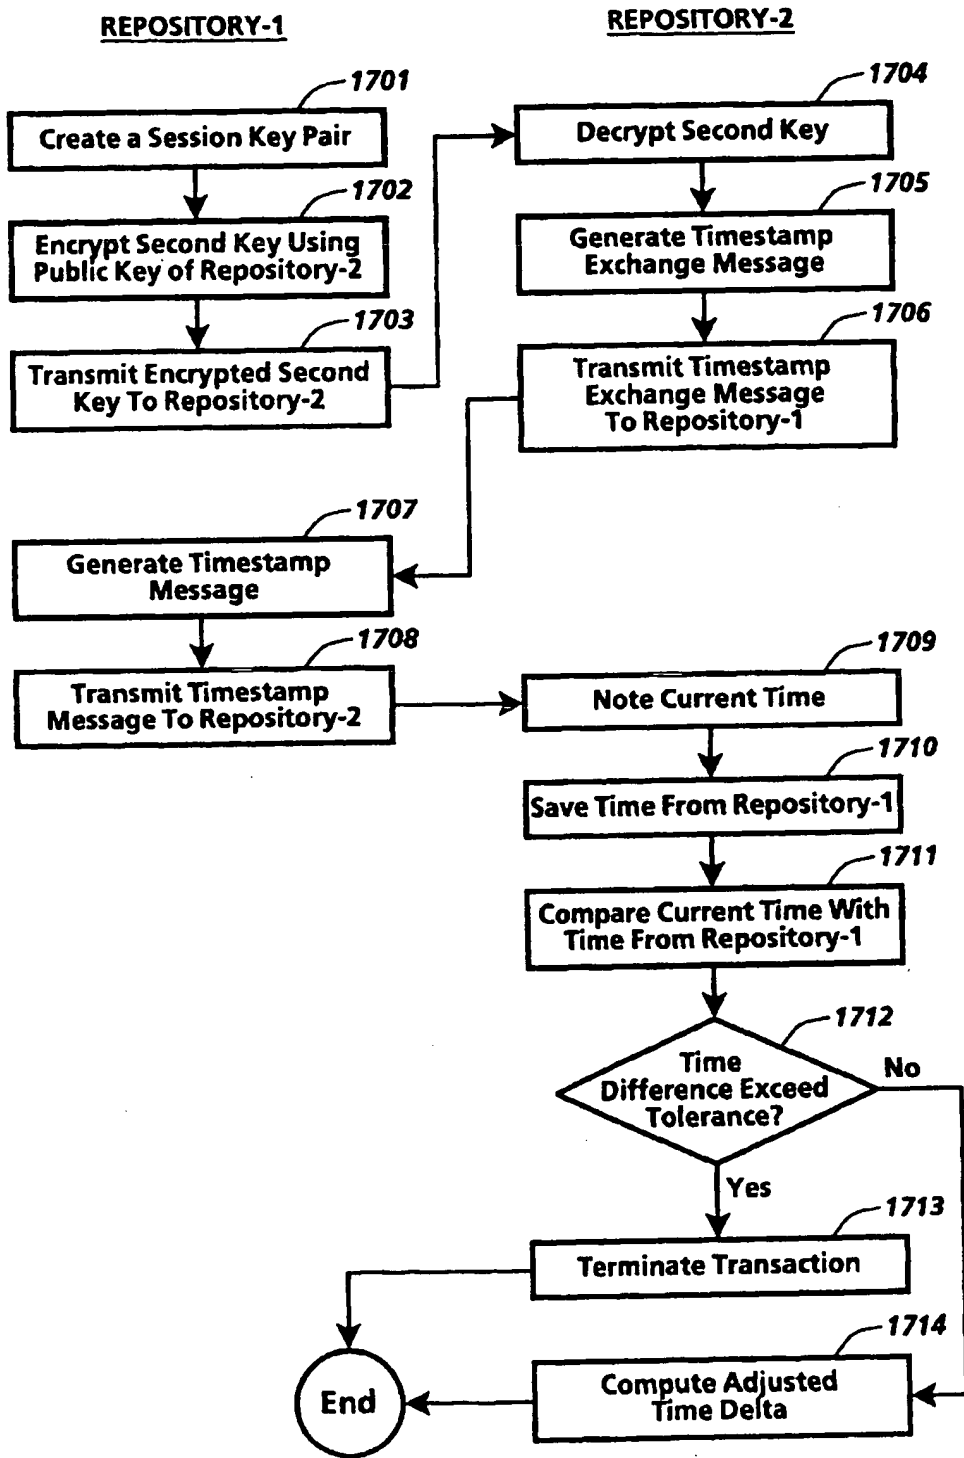 REPOSITORY-1
REPOSITORY-2
1701
Create a Session Key Pair
1702
Encrypt Second Key Using
Public Key of Repository-2
1703
Transmit Encrypted Second
Key To Repository-2
1704
Decrypt Second Key
1705
Generate Timestamp
Exchange Message
1706
Transmit Timestamp
Exchange Message
To Repository-1
1707
Generate Timestamp
Message
1708
Transmit Timestamp
Message To Repository-2
1709
Note Current Time
1710
Save Time From Repository-1
1711
Compare Current Time With
Time From Repository-1
1712
Time
Difference Exceed
Tolerance?
No
Yes
1713
Terminate Transaction
1714
Compute Adjusted
Time Delta
End